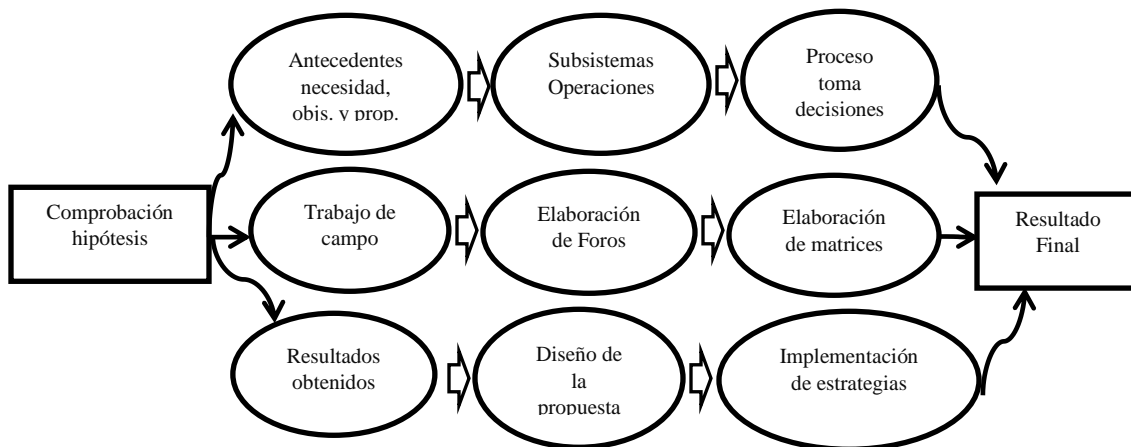 Antecedentes
necesidad,
objs. y prop.
Subsistemas
Operaciones
Proceso
toma
decisiones
Comprobación
hipótesis
Trabajo de
campo
Elaboración
de Foros
Elaboración
de matrices
Resultado
Final
Resultados
obtenidos
Diseño de
la
propuesta
Implementación
de estrategias